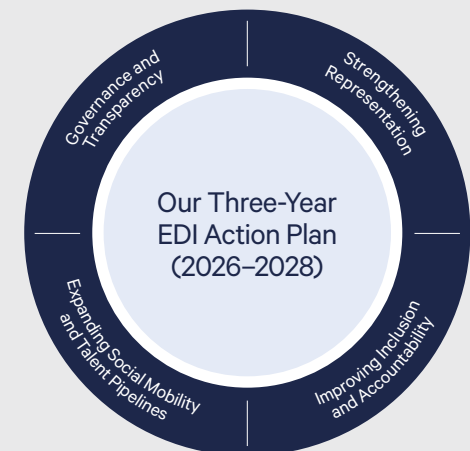 Governance and
Transparency
Strengthening
Representation
Our Three-Year
EDI Action Plan
(2026–2028)
Expanding Social Mobility
and Talent Pipelines
Improving Inclusion
and Accountability